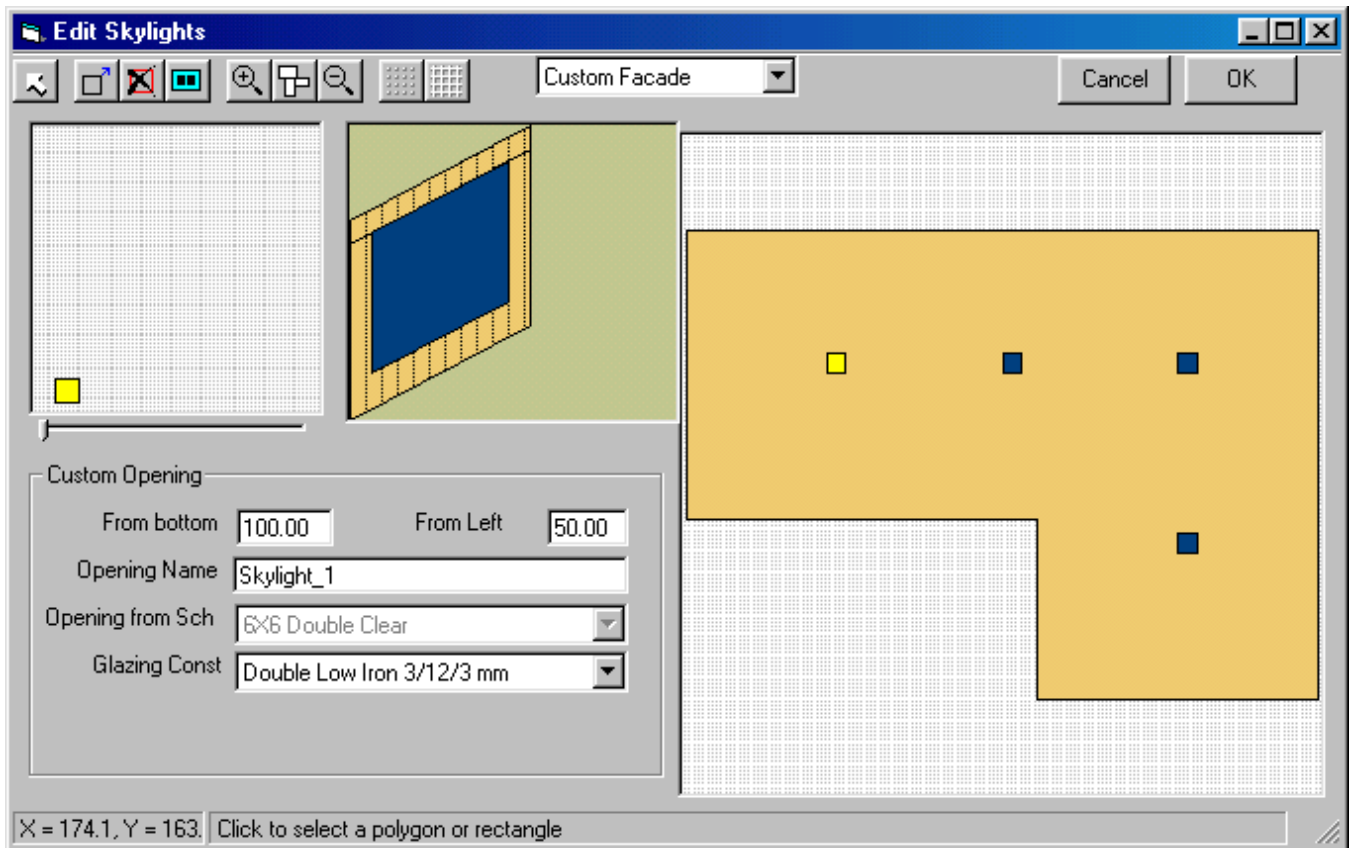 Edit Skylights
Custom Facade
Cancel
OK
Custom Opening
From bottom 100.00 From Left 50.00
Opening Name Skylight_1
Opening from Sch 6X6 Double Clear
Glazing Const Double Low Iron 3/12/3 mm
X = 174.1, Y = 163. Click to select a polygon or rectangle